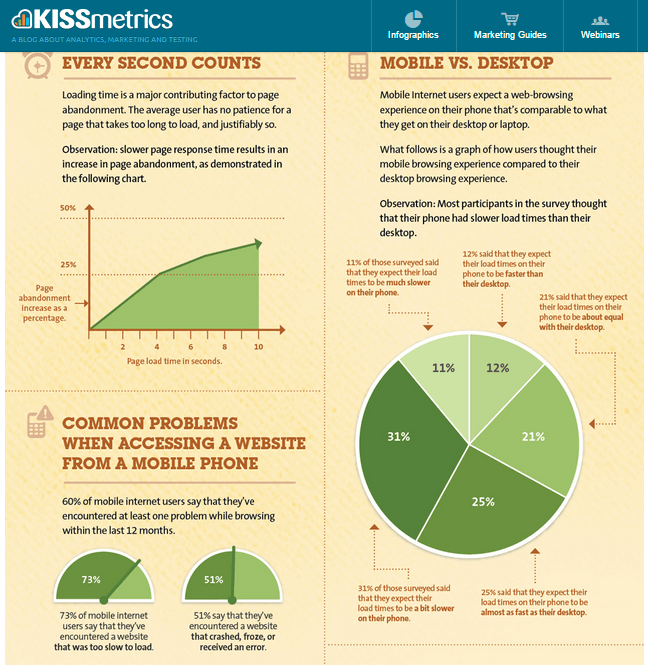 KISSmetrics
A BLOG ABOUT ANALYTICS, MARKETING AND TESTING
Infographics
Marketing Guides
Webinars
EVERY SECOND COUNTS
Loading time is a major contributing factor to page
abandonment. The average user has no patience for a
page that takes too long to load, and justifiably so.
Observation: slower page response time results in an
increase in page abandonment, as demonstrated in
the following chart.
50%
25%
Page
abandonment
increase as a
percentage.
2
4
6
8
10
Page load time in seconds.
COMMON PROBLEMS
WHEN ACCESSING A WEBSITE
FROM A MOBILE PHONE
60% of mobile internet users say that they've
encountered at least one problem while browsing
within the last 12 months.
73%
73% of mobile internet
users say that they've
encountered a website
that was too slow to load.
51%
51% say that they've
encountered a website
that crashed, froze, or
received an error.
MOBILE VS. DESKTOP
Mobile Internet users expect a web-browsing
experience on their phone that's comparable to what
they get on their desktop or laptop.
What follows is a graph of how users thought their
mobile browsing experience compared to their
desktop browsing experience.
Observation: Most participants in the survey thought
that their phone had slower load times than their
desktop.
11% of those surveyed said
that they expect their load
times to be much slower
on their phone.
12% said that they expect
their load times on their
phone to be faster than
their desktop.
21% said that they expect
their load times on their
phone to be about equal
with their desktop.
11%
12%
31%
21%
25%
31% of those surveyed said
that they expect their
load times to be a bit slower
on their phone.
25% said that they expect their
load times on their phone to be
almost as fast as their desktop.